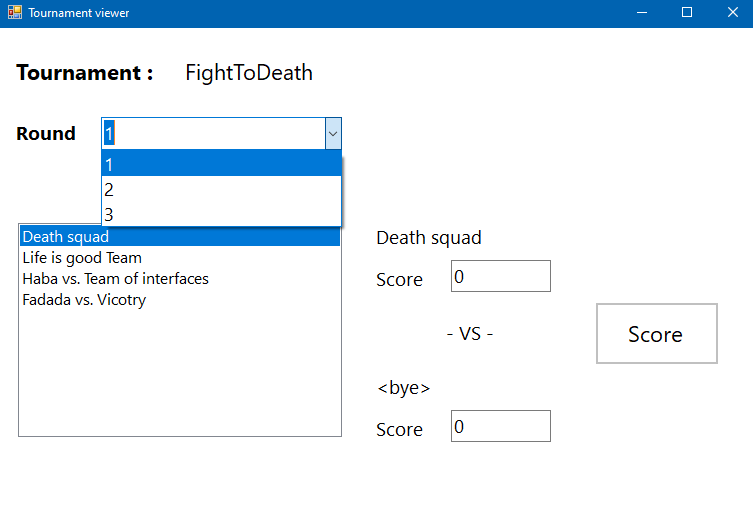 Tournament viewer
Tournament : FightToDeath
Round 1
1
2
3
Death squad
Life is good Team
Haba vs. Team of interfaces
Fadada vs. Vicotry
Death squad
Score 0
- VS -
Score
<bye>
Score 0